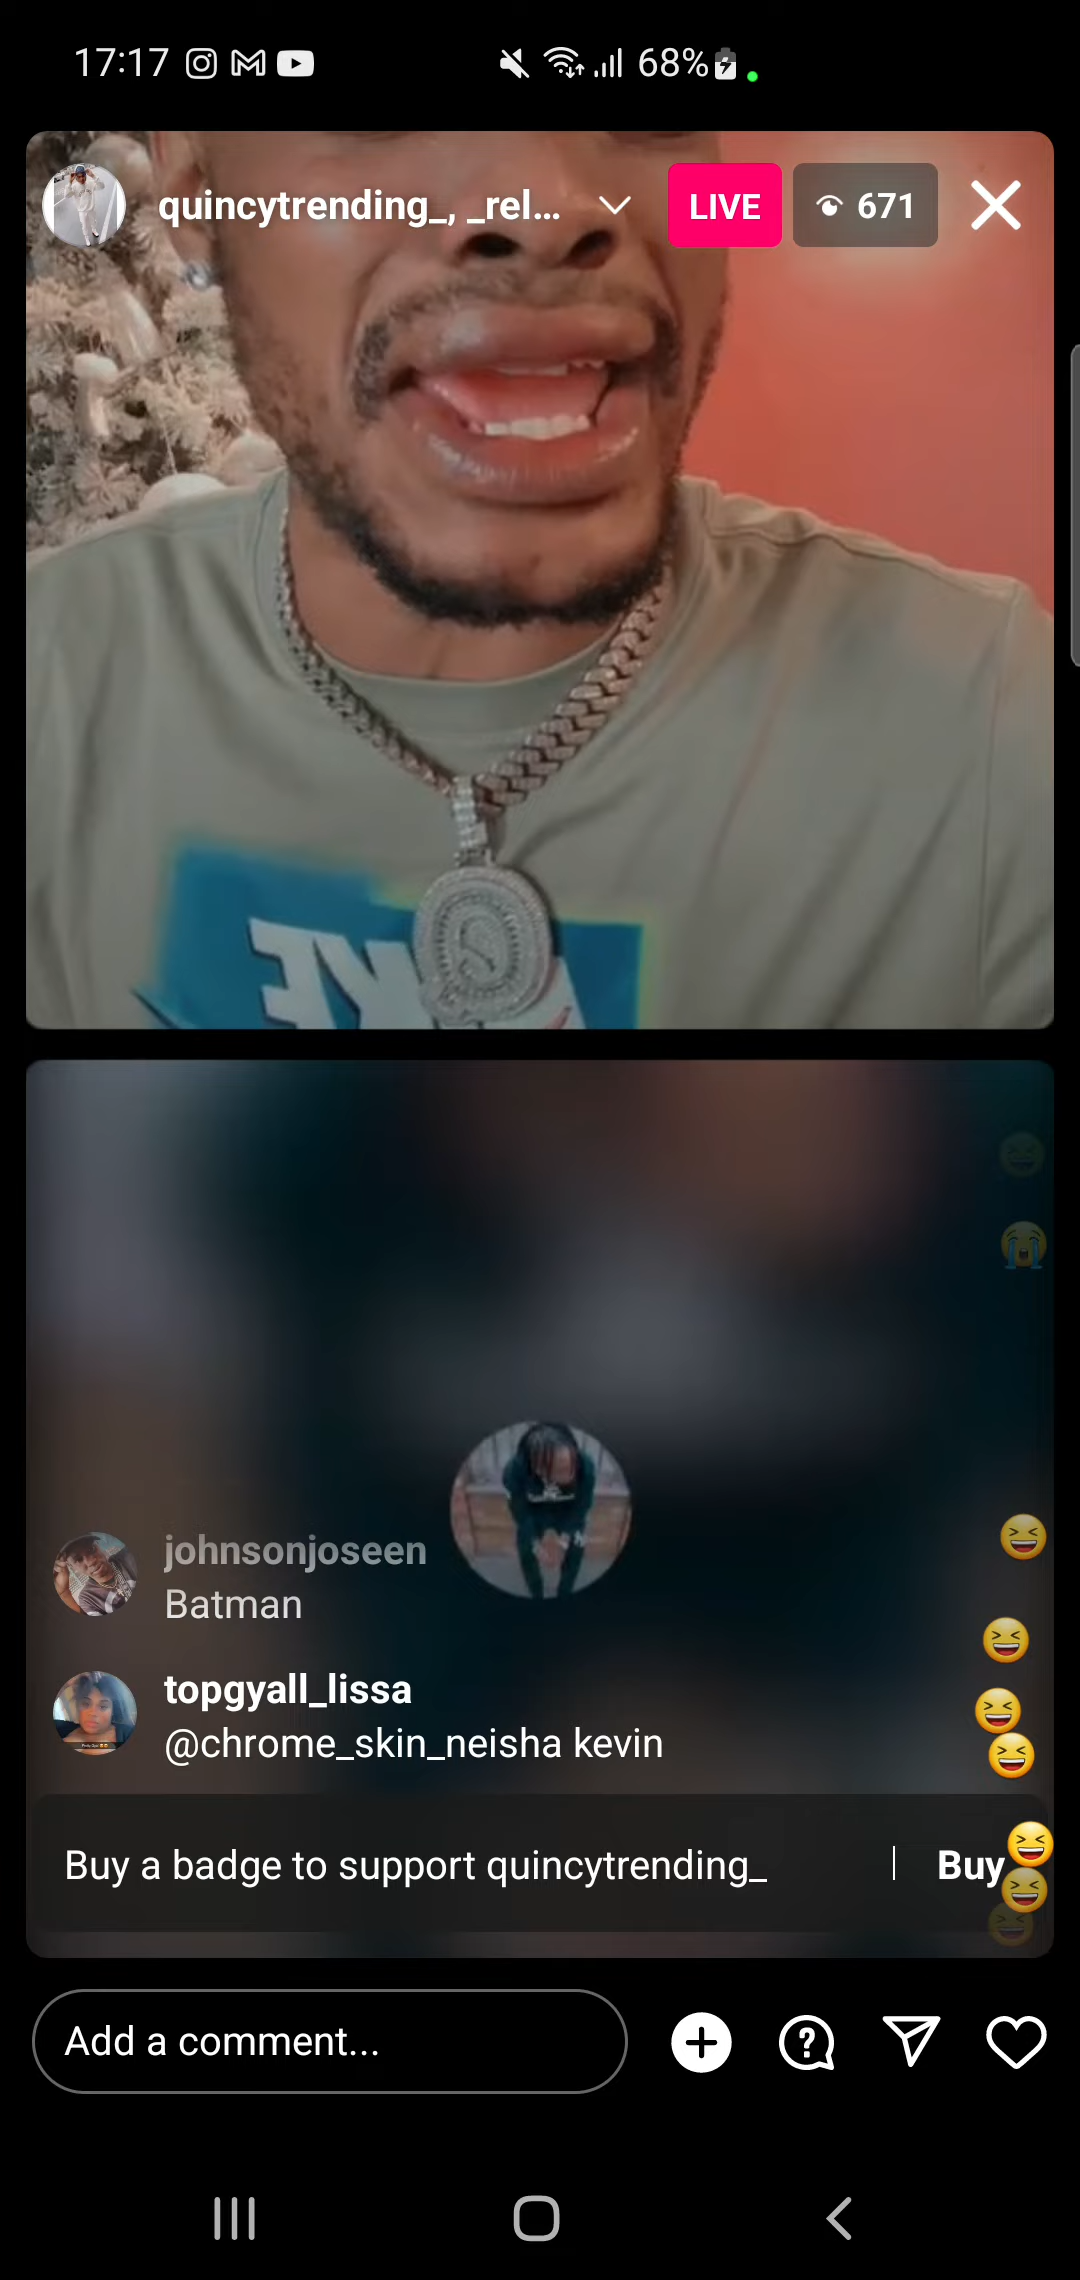 17:17 68%
quincytrending_, _rel... LIVE 671
johnsonjoseen
Batman
topgyall_lissa
@chrome_skin_neisha kevin
Buy a badge to support quincytrending_ | Buy
Add a comment...